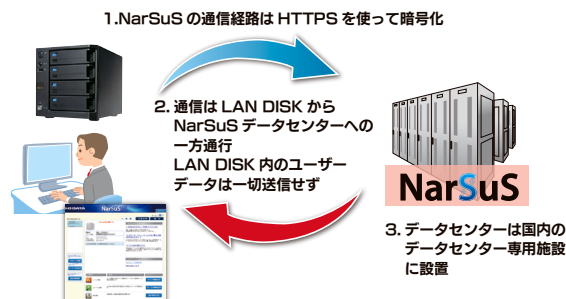 1.NarSuS の通信経路は HTTPS を使って暗号化
2. 通信は LAN DISK から
NarSuS データセンターへの
一方通行
LAN DISK 内のユーザー
データは一切送信せず
NarSuS
3. データセンターは国内の
データセンター専用施設
に設置